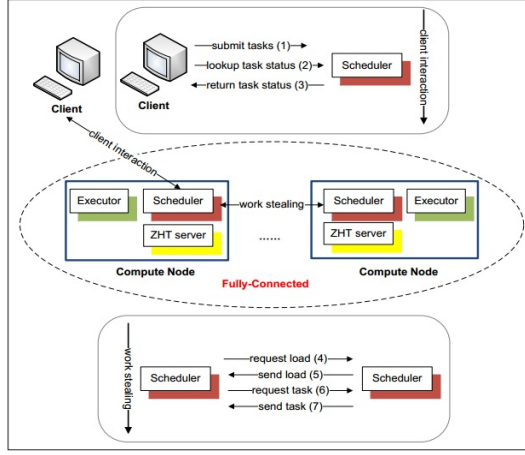 submit tasks (1)
lookup task status (2)
return task status (3)
Scheduler
client interaction
Client
Client
client interaction
Executor
Scheduler
work stealing
Scheduler
Executor
ZHT server
......
ZHT server
Compute Node
Compute Node
Fully-Connected
work stealing
request load (4)
send load (5)
request task (6)
send task (7)
Scheduler
Scheduler